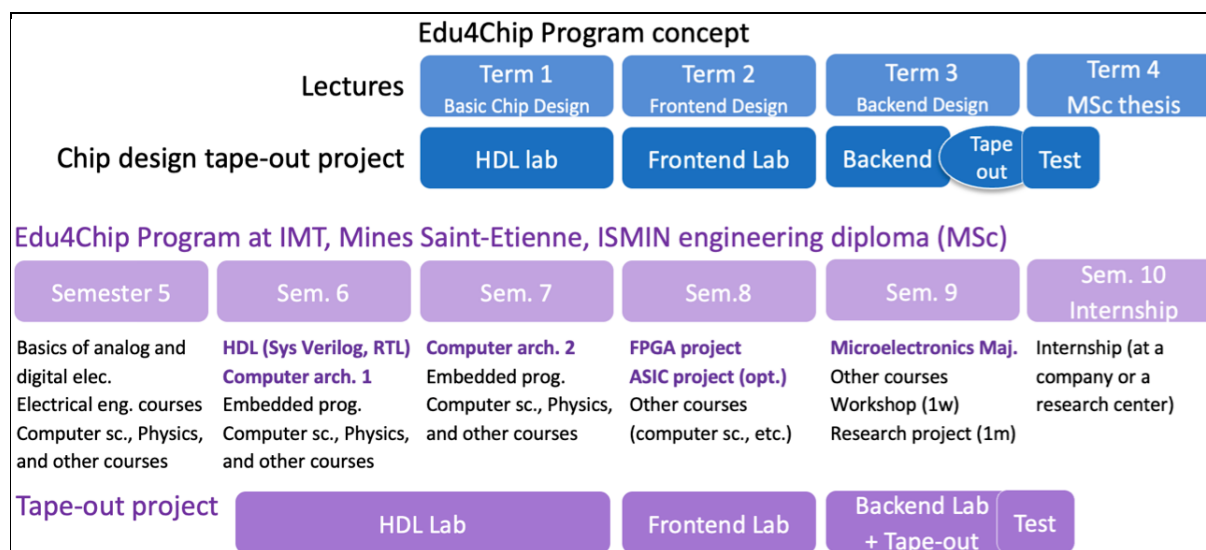 Edu4Chip Program concept
Lectures
Term 1
Basic Chip Design
Term 2
Frontend Design
Term 3
Backend Design
Term 4
MSc thesis
Chip design tape-out project
HDL lab
Frontend Lab
Backend
Tape
out
Test
Edu4Chip Program at IMT, Mines Saint-Etienne, ISMIN engineering diploma (MSc)
Semester 5
Sem. 6
Sem. 7
Sem.8
Sem. 9
Sem. 10
Internship
Basics of analog and
digital elec.
Electrical eng. courses
Computer sc., Physics,
and other courses
HDL (Sys Verilog, RTL)
Computer arch. 1
Embedded prog.
Computer sc., Physics,
and other courses
Computer arch. 2
Embedded prog.
Computer sc., Physics,
and other courses
FPGA project
ASIC project (opt.)
Other courses
(computer sc., etc.)
Microelectronics Maj.
Other courses
Workshop (1w)
Research project (1m)
Internship (at a
company or a
research center)
Tape-out project
HDL Lab
Frontend Lab
Backend Lab
+ Tape-out
Test